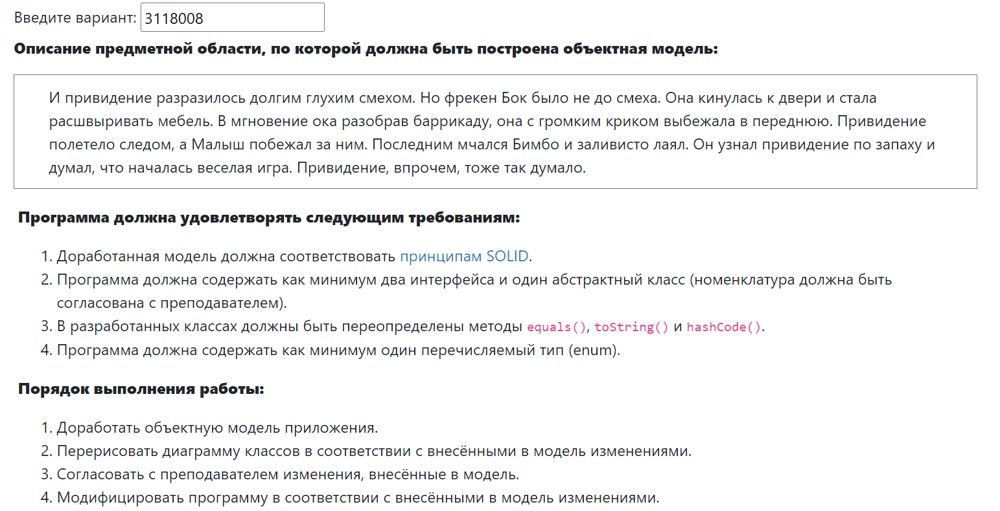 Введите вариант: 3118008
Описание предметной области, по которой должна быть построена объектная модель:
И привидение разразилось долгим глухим смехом. Но фрекен Бок было не до смеха. Она кинулась к двери и стала
расшвыривать мебель. В мгновение ока разобрав баррикаду, она с громким криком выбежала в переднюю. Привидение
полетело следом, а Малыш побежал за ним. Последним мчался Бимбо и заливисто лаял. Он узнал привидение по запаху и
думал, что началась веселая игра. Привидение, впрочем, тоже так думало.
Программа должна удовлетворять следующим требованиям:
1. Доработанная модель должна соответствовать принципам SOLID.
2. Программа должна содержать как минимум два интерфейса и один абстрактный класс (номенклатура должна быть
согласована с преподавателем).
3. В разработанных классах должны быть переопределены методы equals(), toString() и hashCode().
4. Программа должна содержать как минимум один перечисляемый тип (enum).
Порядок выполнения работы:
1. Доработать объектную модель приложения.
2. Перерисовать диаграмму классов в соответствии с внесёнными в модель изменениями.
3. Согласовать с преподавателем изменения, внесённые в модель.
4. Модифицировать программу в соответствии с внесёнными в модель изменениями.